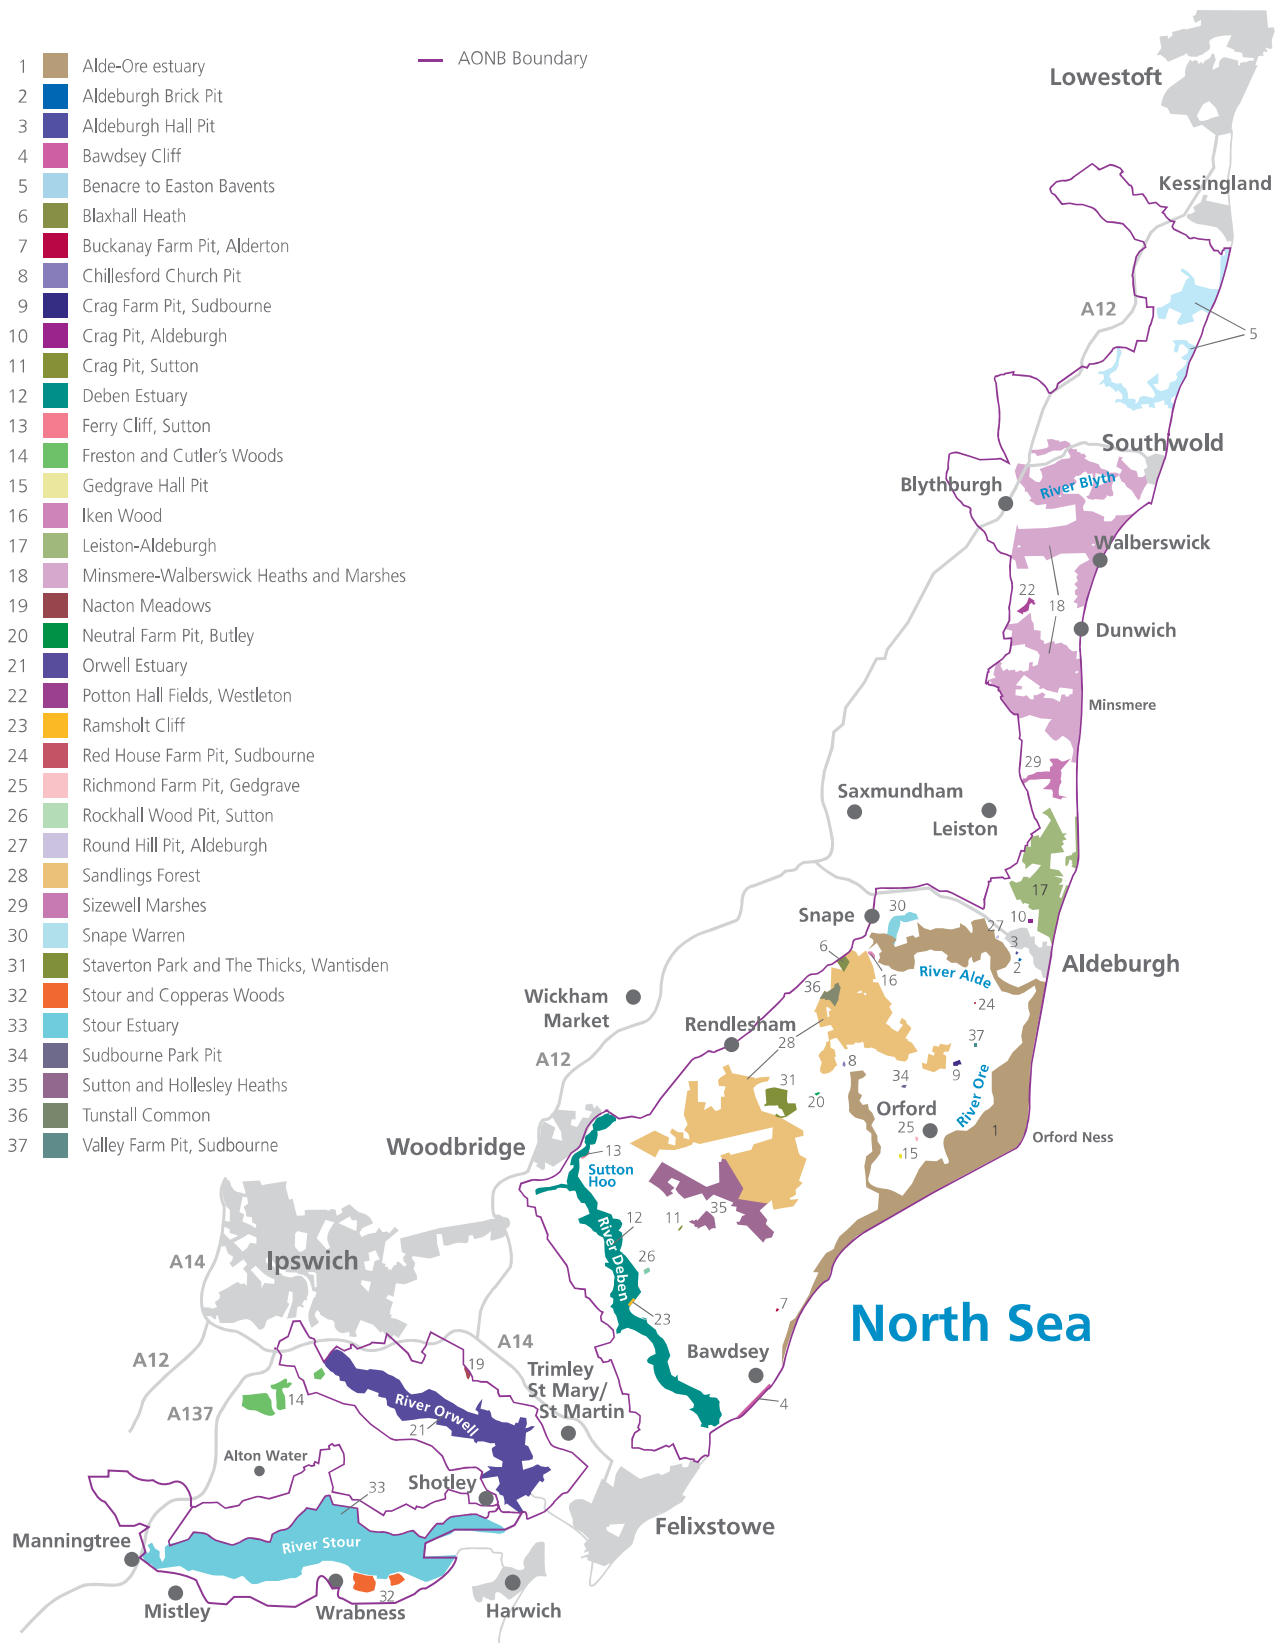 1 Alde-Ore estuary
2 Aldeburgh Brick Pit
3 Aldeburgh Hall Pit
4 Bawdsey Cliff
5 Benacre to Easton Bavents
6 Blaxhall Heath
7 Buckanay Farm Pit, Alderton
8 Chillesford Church Pit
9 Crag Farm Pit, Sudbourne
10 Crag Pit, Aldeburgh
11 Crag Pit, Sutton
12 Deben Estuary
13 Ferry Cliff, Sutton
14 Freston and Cutler's Woods
15 Gedgrave Hall Pit
16 Iken Wood
17 Leiston-Aldeburgh
18 Minsmere-Walberswick Heaths and Marshes
19 Nacton Meadows
20 Neutral Farm Pit, Butley
21 Orwell Estuary
22 Potton Hall Fields, Westleton
23 Ramsholt Cliff
24 Red House Farm Pit, Sudbourne
25 Richmond Farm Pit, Gedgrave
26 Rockhall Wood Pit, Sutton
27 Round Hill Pit, Aldeburgh
28 Sandlings Forest
29 Sizewell Marshes
30 Snape Warren
31 Staverton Park and The Thicks, Wantisden
32 Stour and Copperas Woods
33 Stour Estuary
34 Sudbourne Park Pit
35 Sutton and Hollesley Heaths
36 Tunstall Common
37 Valley Farm Pit, Sudbourne
AONB Boundary
Lowestoft
Kessingland
A12
5
Southwold
Blythburgh
River Blyth
Walberswick
22
18
Dunwich
Minsmere
29
Saxmundham
Leiston
17
Snape
30
10
27
3
2
Aldeburgh
6
16
River Alde
36
24
Wickham
Market
Rendlesham
28
37
A12
8
9
34
31
20
River Ore
Orford
25
15
1
Orford Ness
Woodbridge
13
Sutton
Hoo
12
River Deben
11
35
26
23
7
Ipswich
A14
North Sea
A14
Bawdsey
4
A12
19
Trimley
St Mary/
St Martin
A137
14
River Orwell
21
Alton Water
Shotley
33
Felixstowe
Manningtree
River Stour
32
Mistley
Wrabness
Harwich